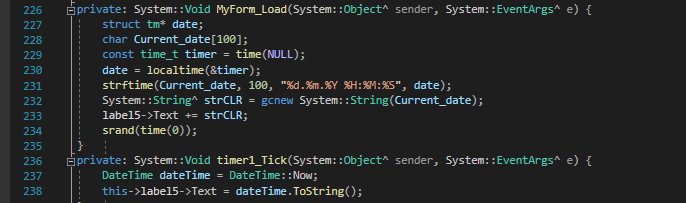 226 private: System::Void MyForm_Load(System::Object^ sender, System::EventArgs^ e) {
227 struct tm* date;
228 char Current_date[100];
229 const time_t timer = time(NULL);
230 date = localtime(&timer);
231 strftime(Current_date, 100, "%d.%m.%Y %H:%M:%S", date);
232 System::String^ strCLR = gcnew System::String(Current_date);
233 label5->Text += strCLR;
234 srand(time(0));
235 }
236 private: System::Void timer1_Tick(System::Object^ sender, System::EventArgs^ e) {
237 DateTime dateTime = DateTime::Now;
238 this->label5->Text = dateTime.ToString();